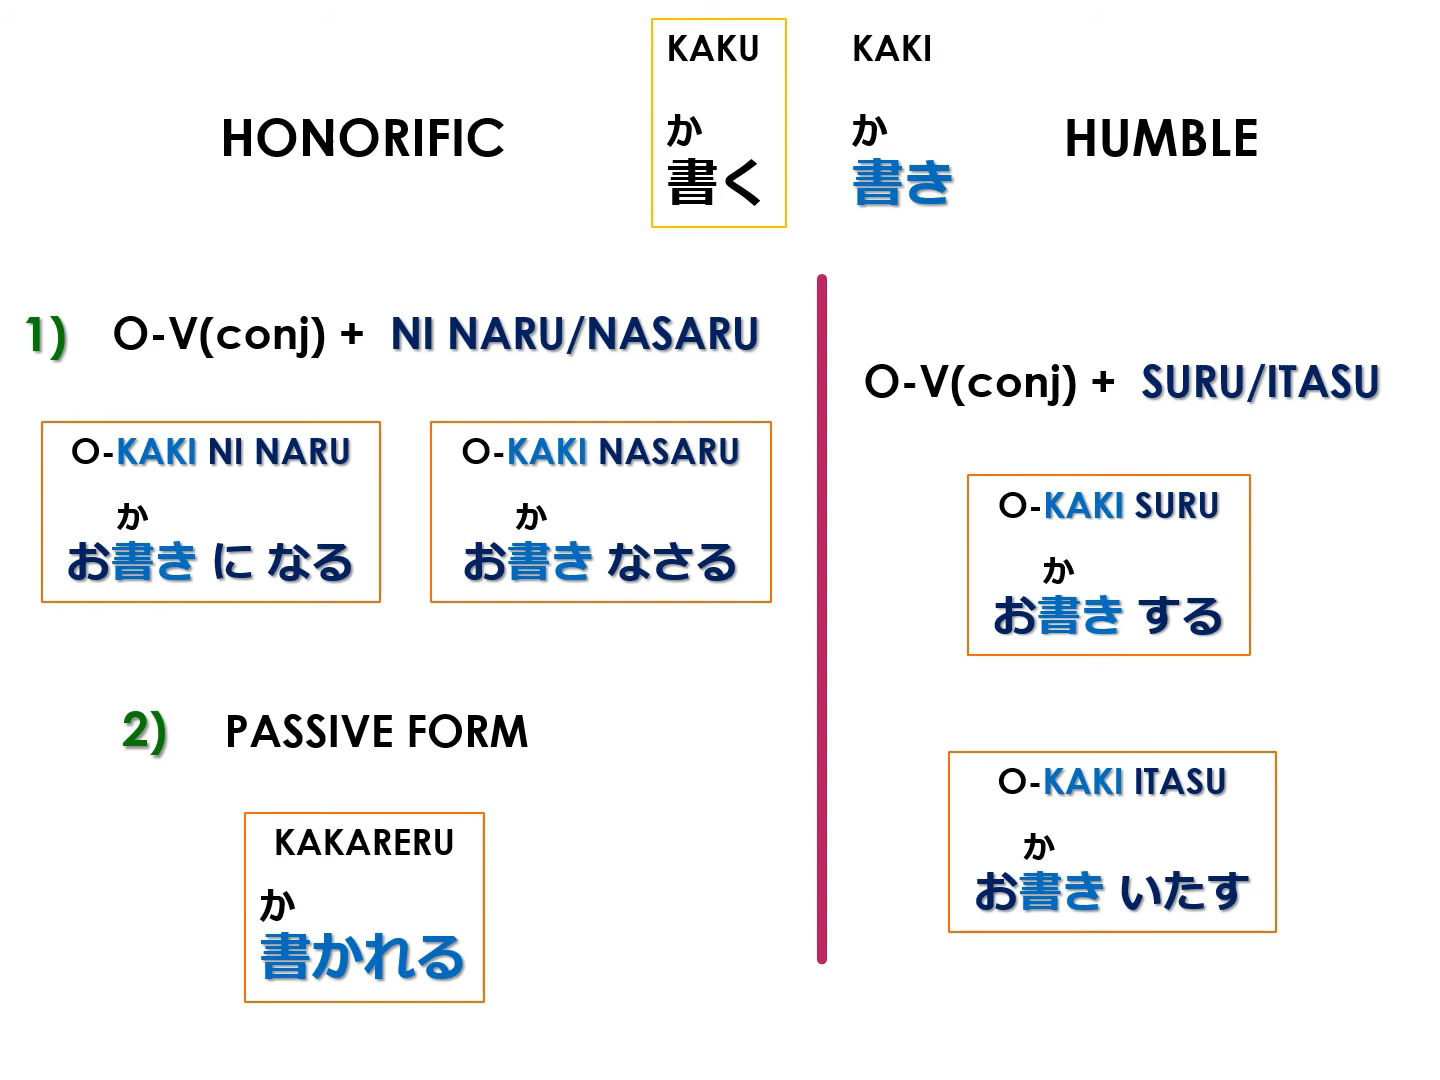 KAKU
か
書く
KAKI
か
書き
HONORIFIC
HUMBLE
1) O-V(conj) + NI NARU/NASARU
O-KAKI NI NARU
か
お書き に なる
O-KAKI NASARU
か
お書き なさる
2) PASSIVE FORM
KAKARERU
か
書かれる
O-V(conj) + SURU/ITASU
O-KAKI SURU
か
お書き する
O-KAKI ITASU
か
お書き いたす